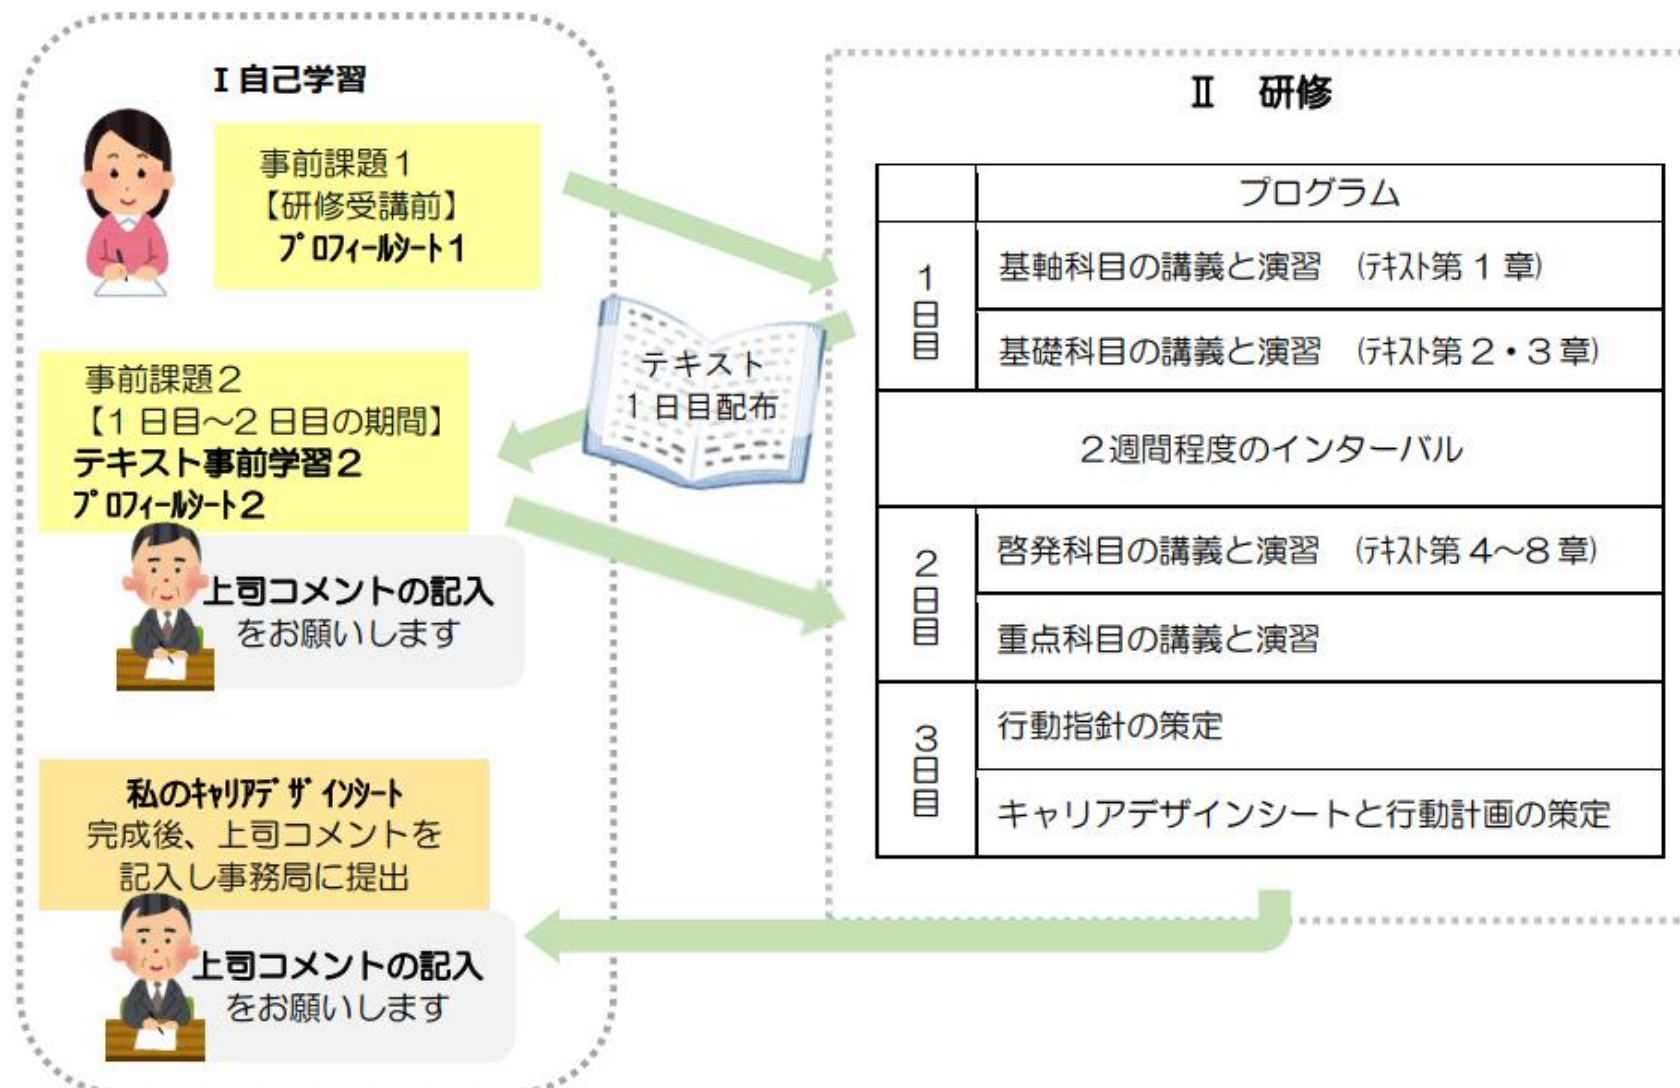 Ⅰ自己学習
事前課題1
【研修受講前】
ﾌﾟﾛﾌｨｰﾙｼｰﾄ1
事前課題2
【1日目～2日目の期間】
テキスト事前学習2
ﾌﾟﾛﾌｨｰﾙｼｰﾄ2
上司コメントの記入
をお願いします
私のｷｬﾘｱﾃﾞｻﾞｲﾝｼｰﾄ
完成後、上司コメントを
記入し事務局に提出
上司コメントの記入
をお願いします
テキスト
1日目配布
Ⅱ 研修
プログラム
1日目
基軸科目の講義と演習 (ﾃｷｽﾄ第1章)
基礎科目の講義と演習 (ﾃｷｽﾄ第2・3章)
2週間程度のインターバル
2日目
啓発科目の講義と演習 (ﾃｷｽﾄ第4～8章)
重点科目の講義と演習
3日目
行動指針の策定
キャリアデザインシートと行動計画の策定